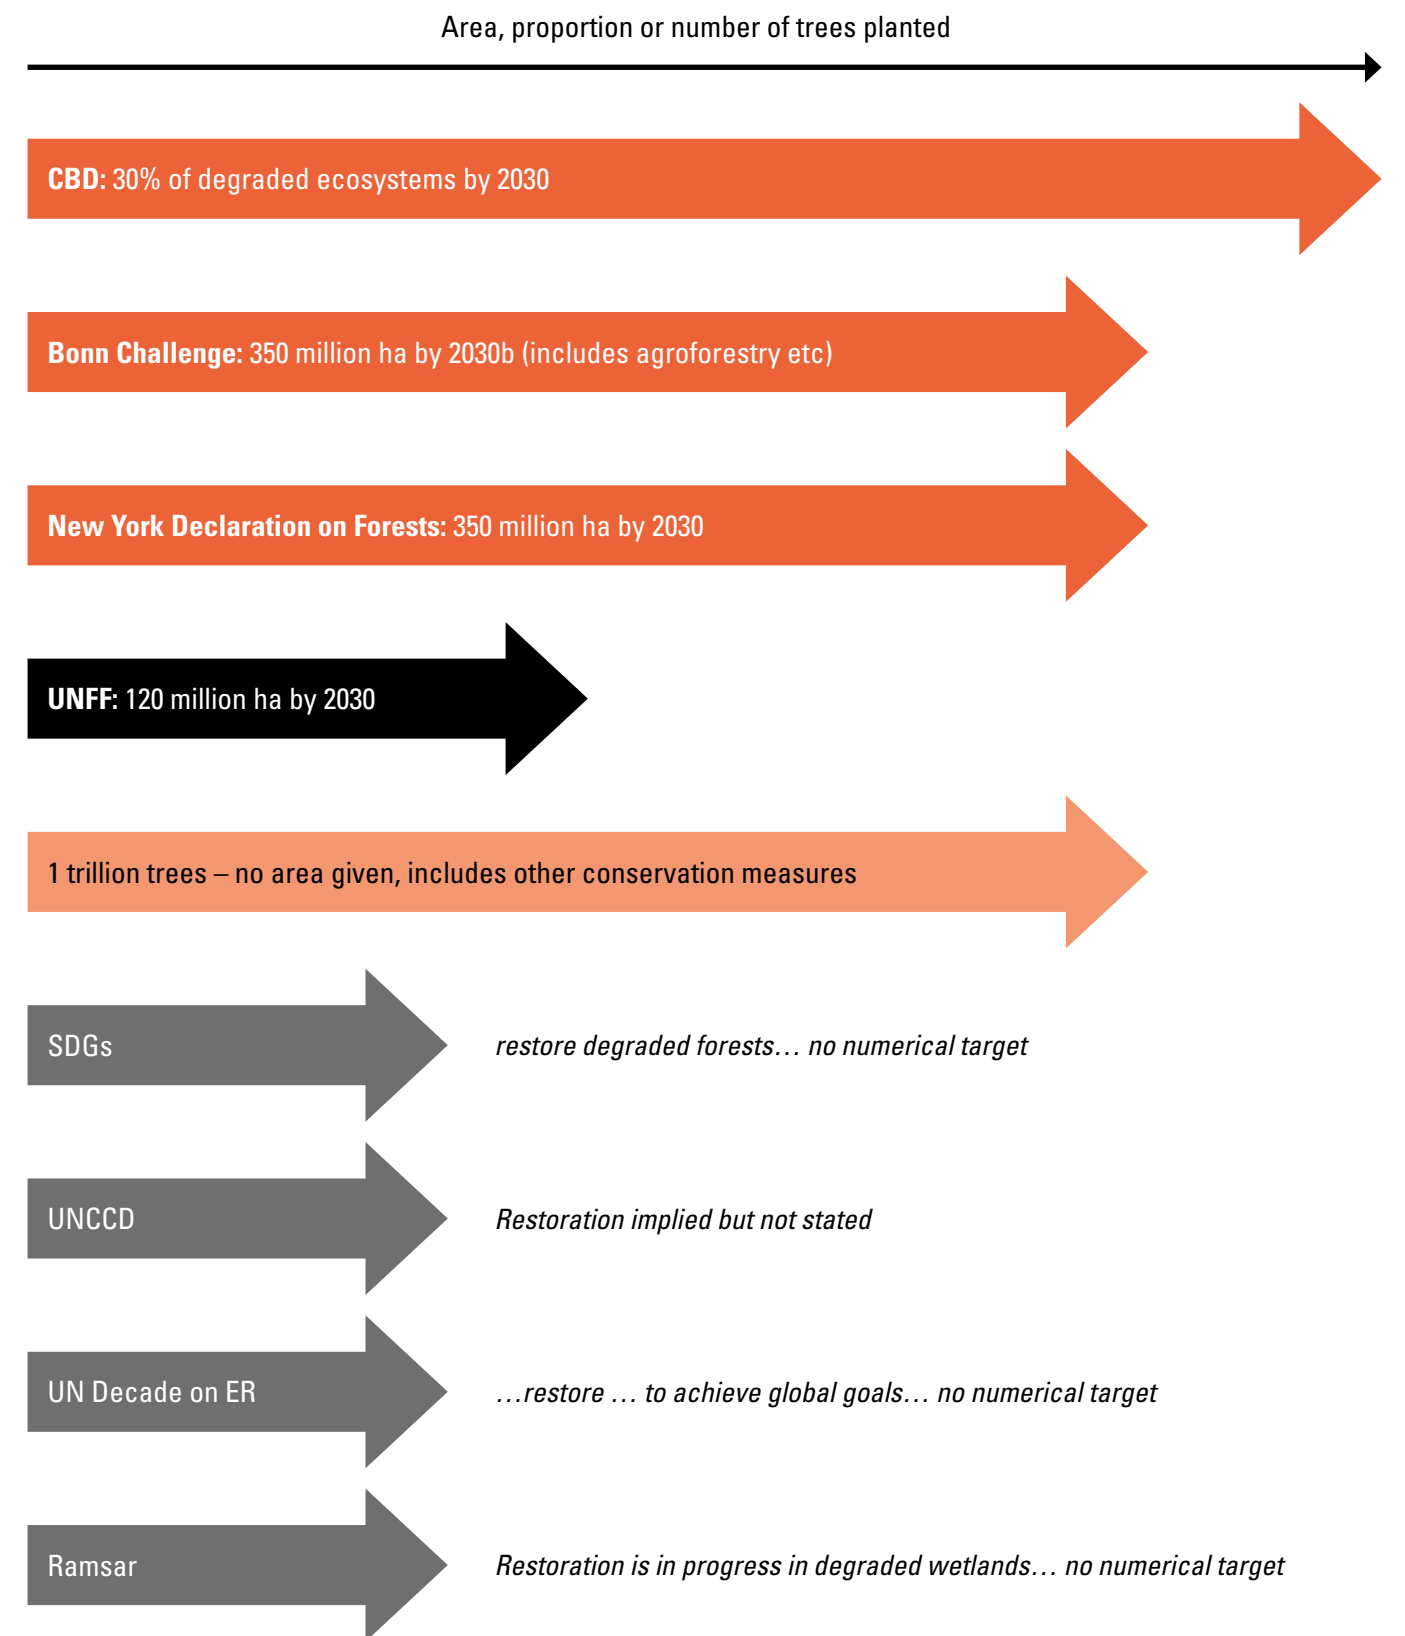 Area, proportion or number of trees planted
CBD: 30% of degraded ecosystems by 2030
Bonn Challenge: 350 million ha by 2030b (includes agroforestry etc)
New York Declaration on Forests: 350 million ha by 2030
UNFF: 120 million ha by 2030
1 trillion trees – no area given, includes other conservation measures
SDGs
restore degraded forests… no numerical target
UNCCD
Restoration implied but not stated
UN Decade on ER
…restore … to achieve global goals… no numerical target
Ramsar
Restoration is in progress in degraded wetlands… no numerical target